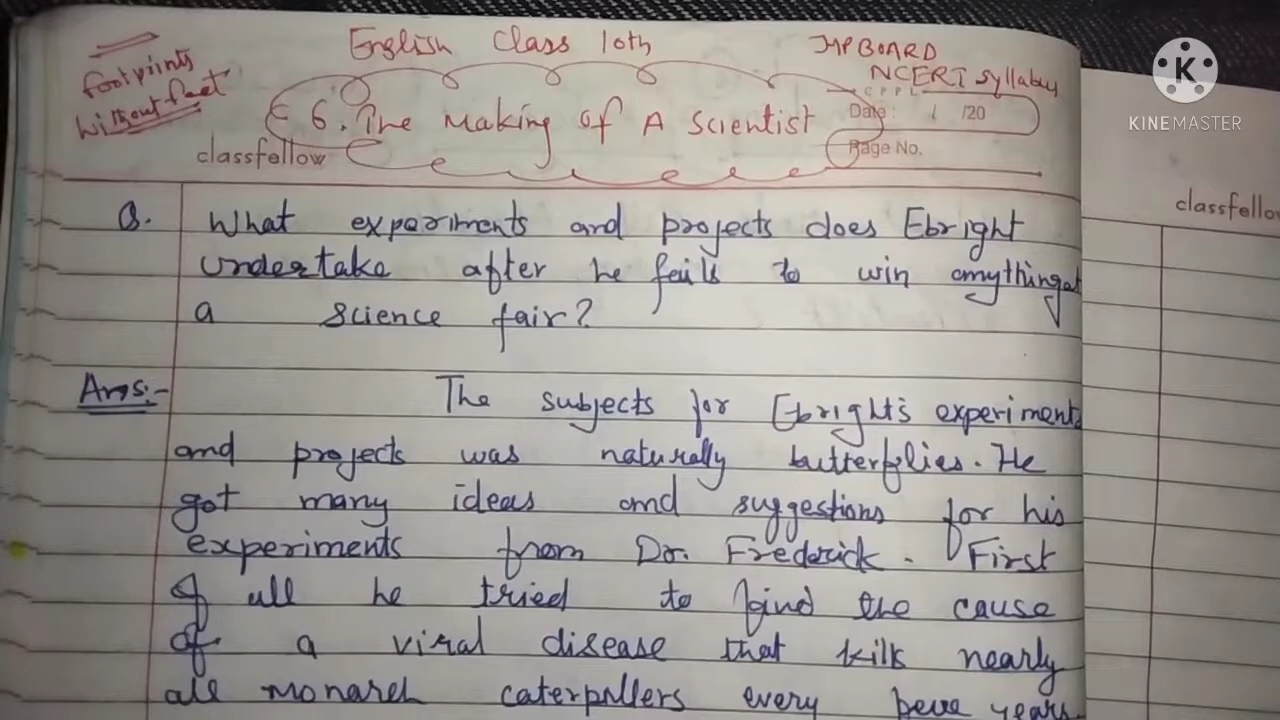 English Class 10th
MP BOARD
NCERT syllabus
footprints
without feet
6. The Making of A Scientist
CPPL
Date: / /20
Page No.
classfellow
K
KINEMASTER
classfellow
Q. What experiments and projects does Ebright
undertake after he fails to win anything at
a science fair?
Ans:- The subjects for Ebright's experiments
and projects was naturally butterflies. He
got many ideas and suggestions for his
experiments from Dr. Frederick. First
of all he tried to find the cause
of a viral disease that kills nearly
all monarch caterpillers every years